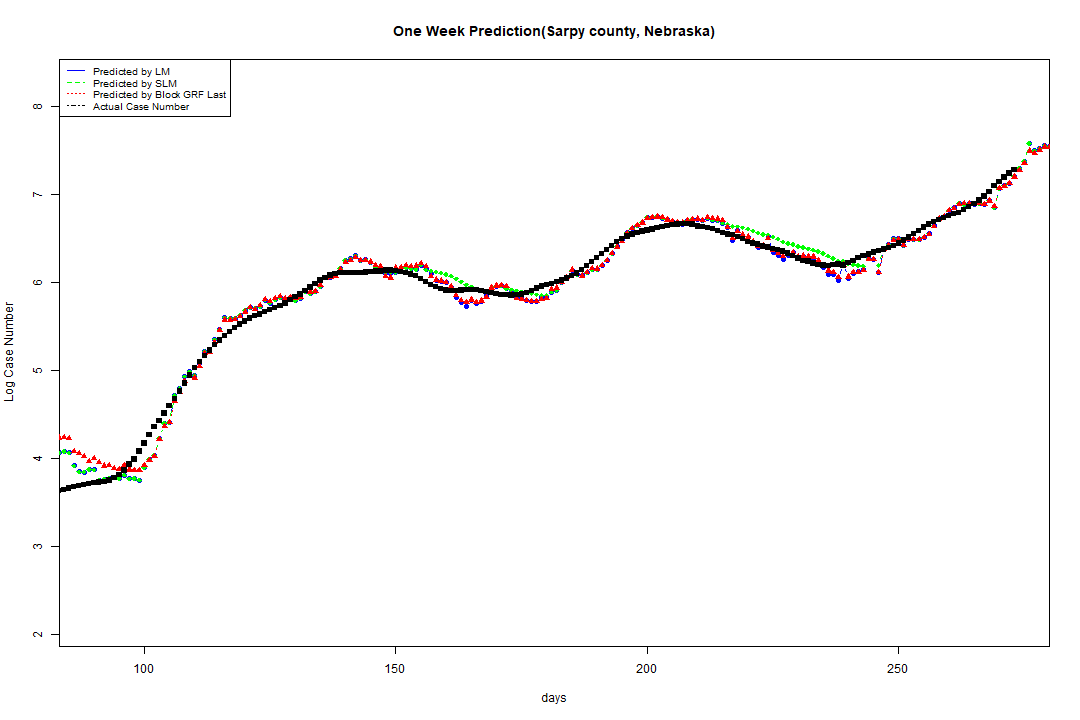 One Week Prediction(Sarpy county, Nebraska)
Predicted by LM
Predicted by SLM
Predicted by Block GRF Last
Actual Case Number
8
7
6
5
4
3
2
Log Case Number
100 150 200 250
days